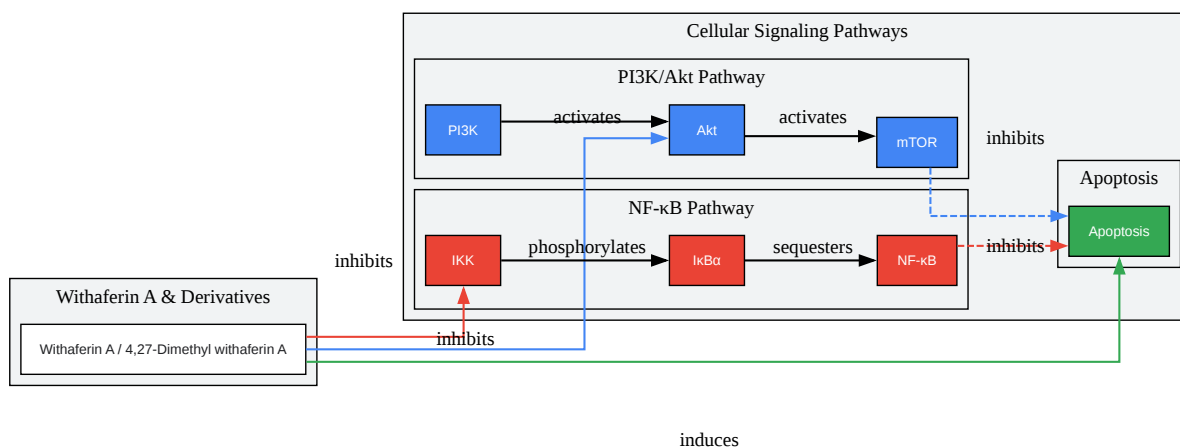 Cellular Signaling Pathways
PI3K/Akt Pathway
PI3K
activates
Akt
activates
mTOR
inhibits
Apoptosis
Apoptosis
NF-κB Pathway
IKK
phosphorylates
IκBα
sequesters
NF-κB
inhibits
inhibits
Withaferin A & Derivatives
Withaferin A / 4,27-Dimethyl withaferin A
inhibits
induces